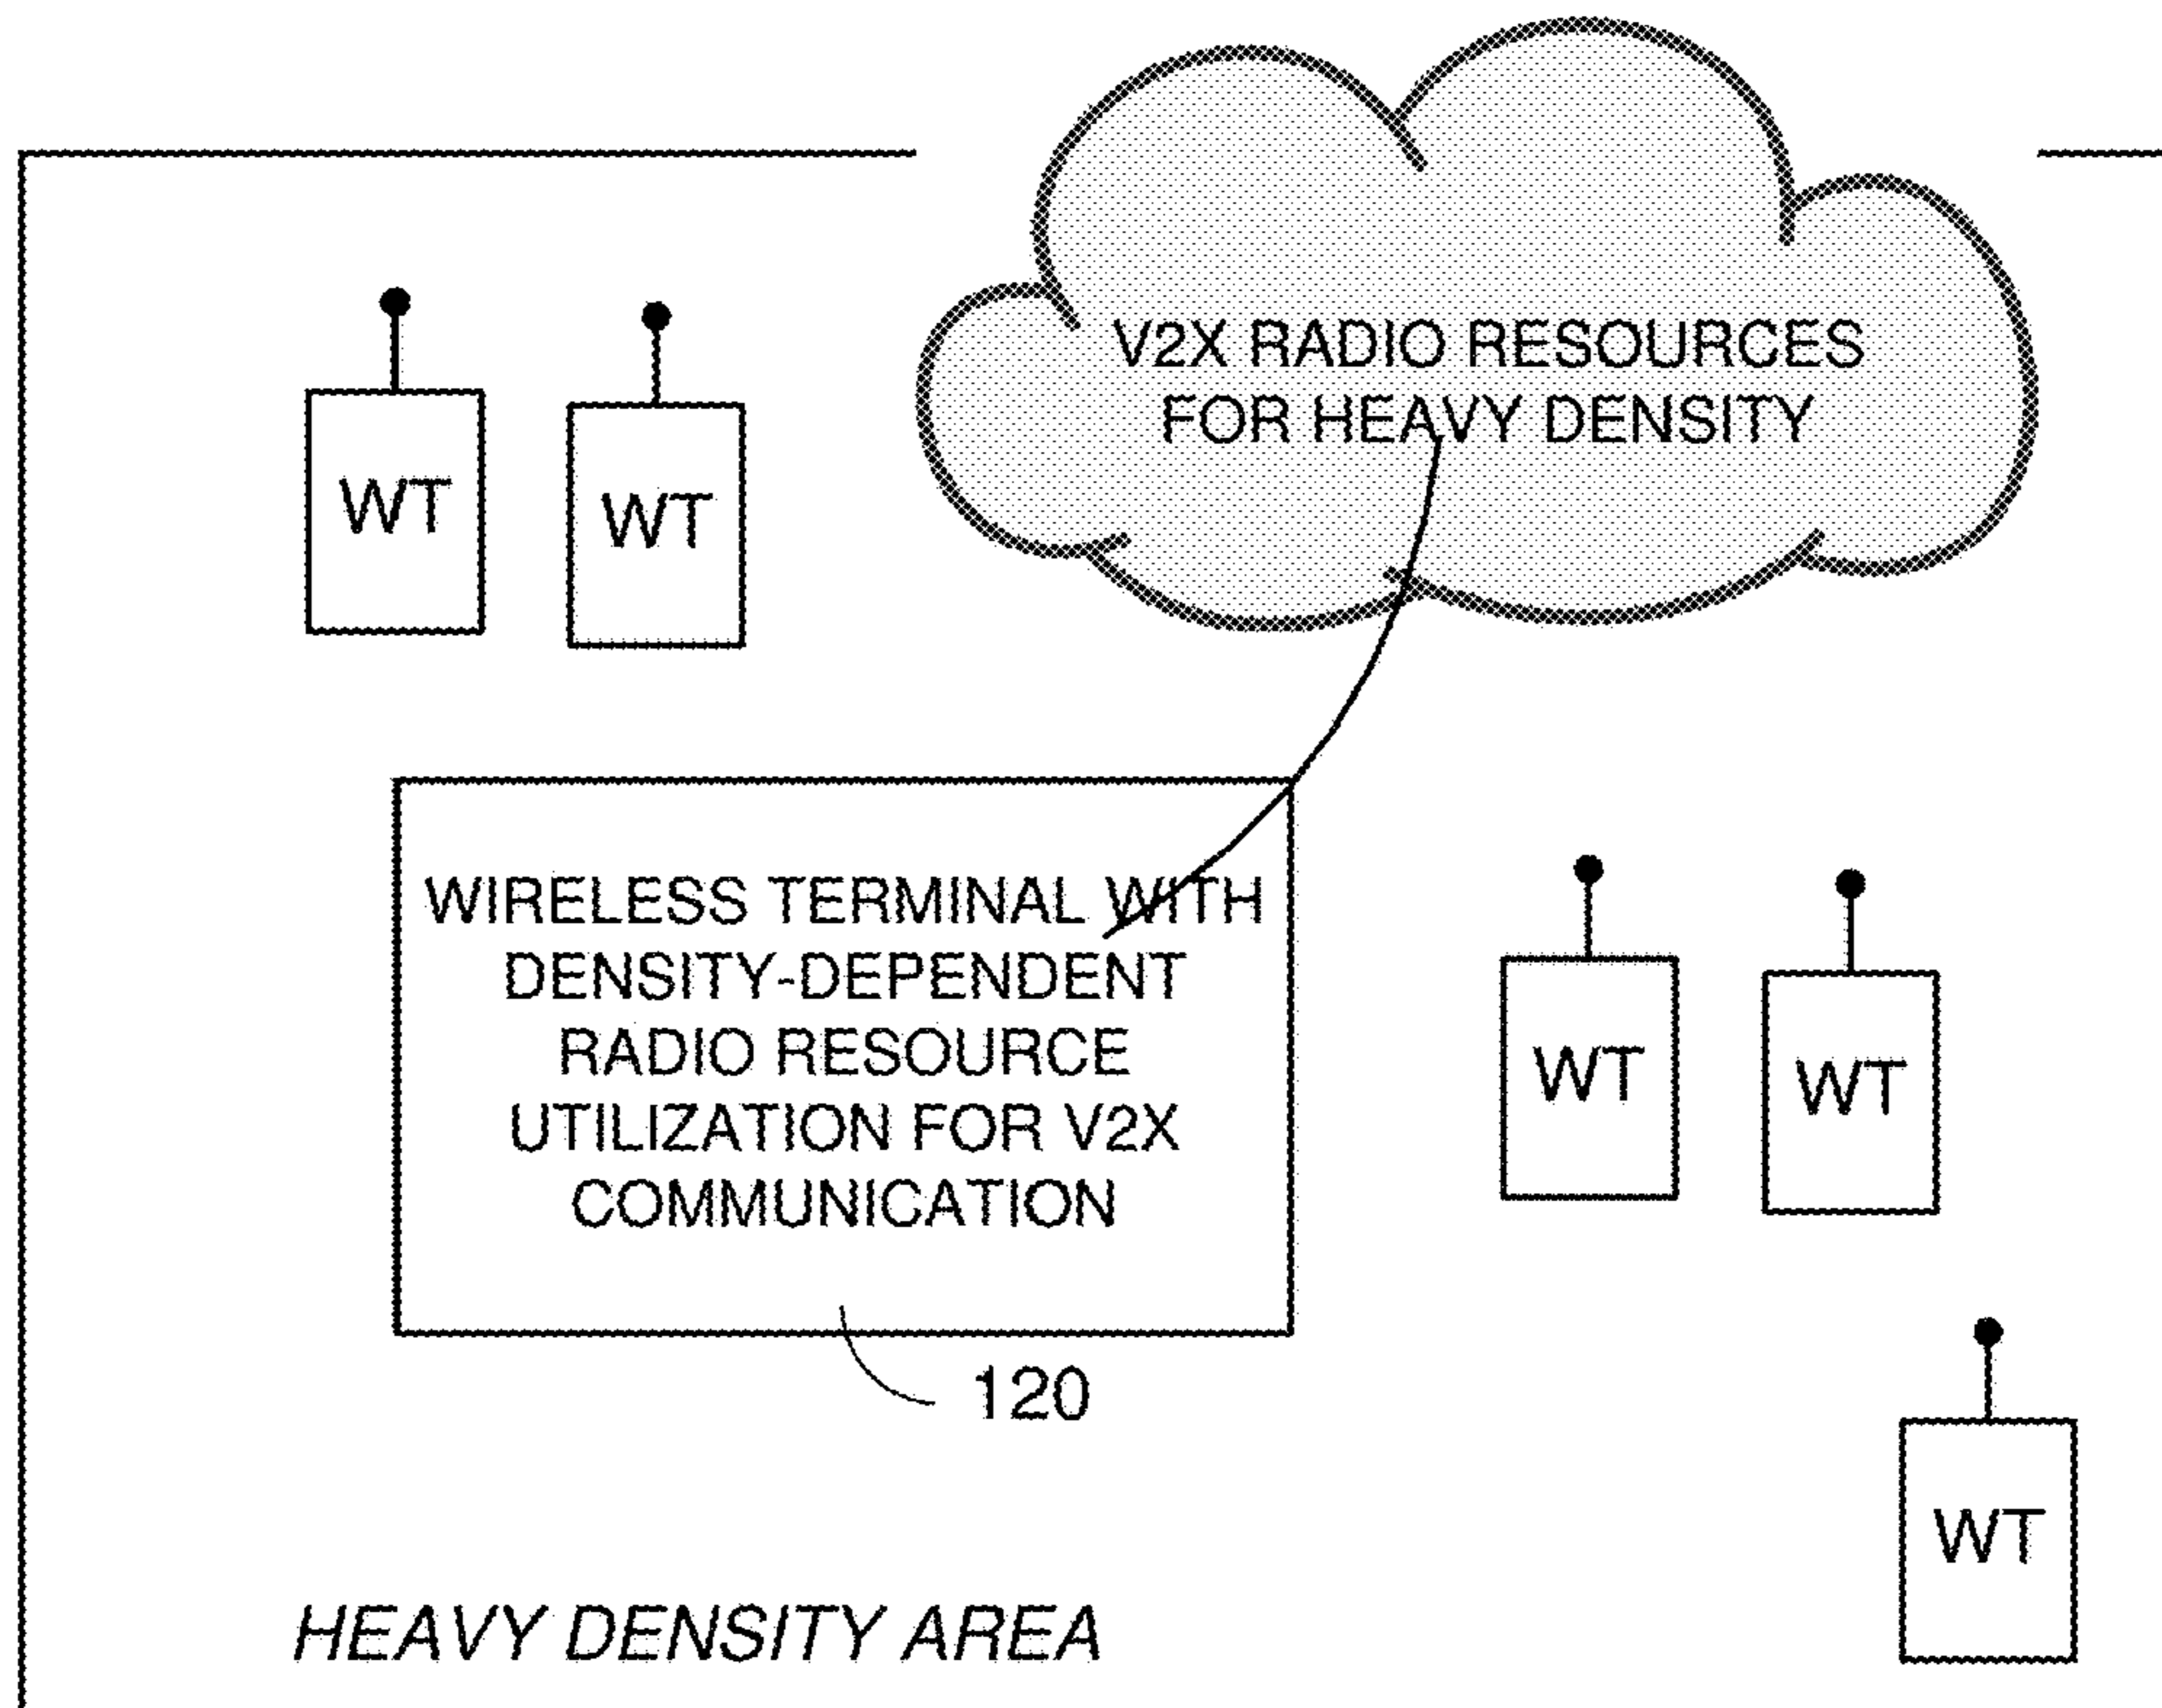 V2X RADIO RESOURCES
FOR HEAVY DENSITY
WT
WT
WIRELESS TERMINAL WITH
DENSITY-DEPENDENT
RADIO RESOURCE
UTILIZATION FOR V2X
COMMUNICATION
120
WT
WT
WT
HEAVY DENSITY AREA